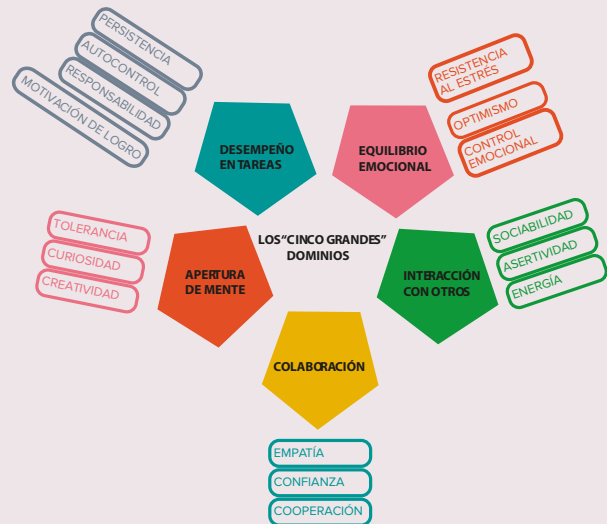 PERSISTENCIA
AUTOCONTROL
RESPONSABILIDAD
MOTIVACIÓN DE LOGRO
RESISTENCIA
AL ESTRÉS
OPTIMISMO
CONTROL
EMOCIONAL
DESEMPEÑO
EN TAREAS
EQUILIBRIO
EMOCIONAL
TOLERANCIA
CURIOSIDAD
CREATIVIDAD
LOS "CINCO GRANDES"
DOMINIOS
SOCIABILIDAD
ASERTIVIDAD
ENERGÍA
APERTURA
DE MENTE
INTERACCIÓN
CON OTROS
COLABORACIÓN
EMPATÍA
CONFIANZA
COOPERACIÓN